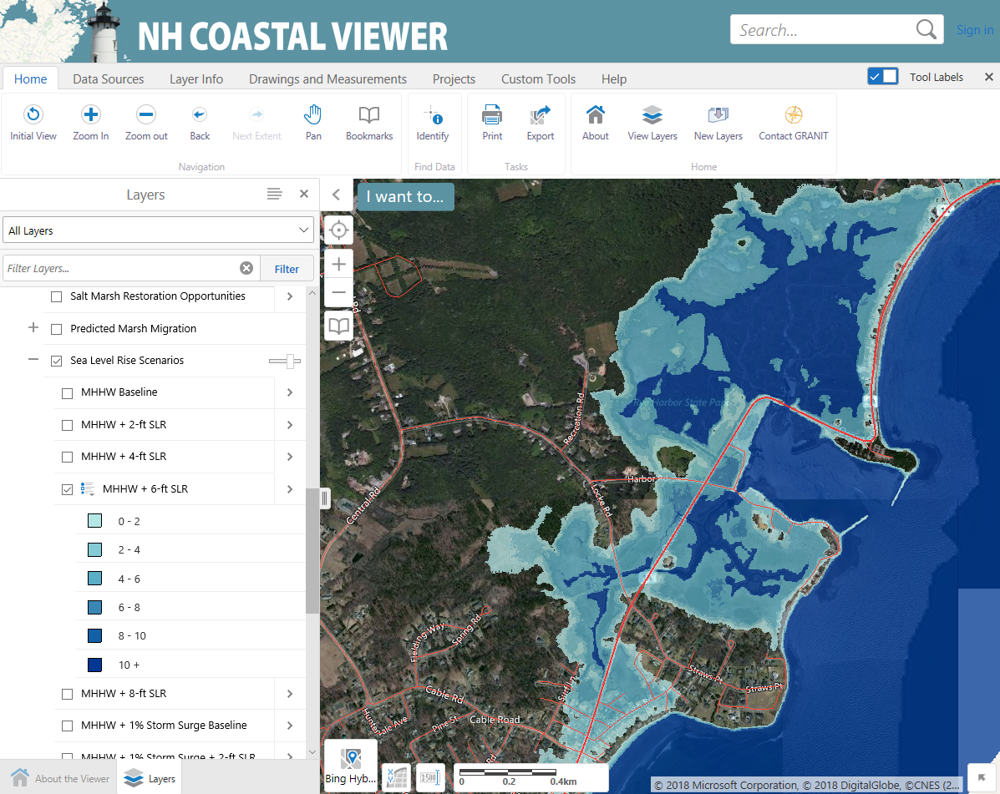 NH COASTAL VIEWER
Search...
Sign in
Home
Data Sources
Layer Info
Drawings and Measurements
Projects
Custom Tools
Help
Tool Labels
Initial View
Zoom In
Zoom out
Back
Next Extent
Pan
Bookmarks
Identify
Print
Export
About
View Layers
New Layers
Contact GRANIT
Navigation
Find Data
Tasks
Home
Layers
I want to...
All Layers
Filter Layers...
Filter
Salt Marsh Restoration Opportunities
Predicted Marsh Migration
Sea Level Rise Scenarios
MHHW Baseline
MHHW + 2-ft SLR
MHHW + 4-ft SLR
MHHW + 6-ft SLR
0 - 2
2 - 4
4 - 6
6 - 8
8 - 10
10 +
MHHW + 8-ft SLR
MHHW + 1% Storm Surge Baseline
MHHW + 1% Storm Surge + 2-ft SLR
About the Viewer
Layers
Rye Harbor State Park
Recreation Rd
Harbor
Locke Rd
Central Rd
Fielding Way
Spring Rd
Straws Pt
Straws Pt
Cable Rd
Surf Ln
Pine St
Cable Road
Bing Hyb...
1:500
0
0.2
0.4km
© 2018 Microsoft Corporation, © 2018 DigitalGlobe, ©CNES (2...